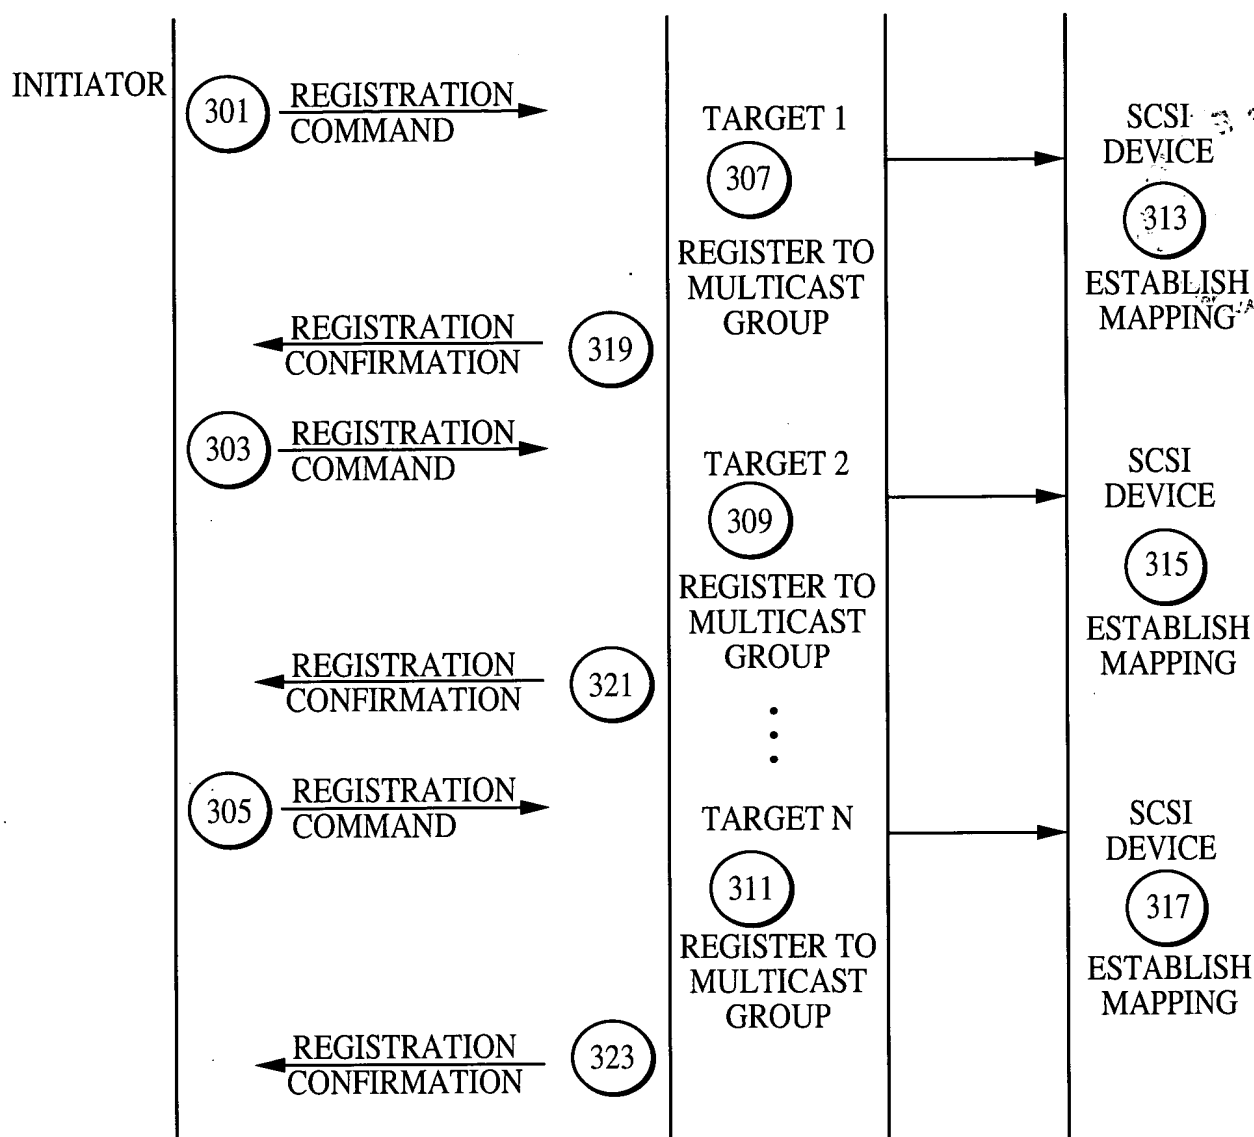 INITIATOR
301
REGISTRATION
COMMAND
TARGET 1
307
REGISTER TO
MULTICAST
GROUP
SCSI
DEVICE
313
ESTABLISH
MAPPING
REGISTRATION
CONFIRMATION
319
303
REGISTRATION
COMMAND
TARGET 2
309
REGISTER TO
MULTICAST
GROUP
SCSI
DEVICE
315
ESTABLISH
MAPPING
REGISTRATION
CONFIRMATION
321
305
REGISTRATION
COMMAND
TARGET N
311
REGISTER TO
MULTICAST
GROUP
SCSI
DEVICE
317
ESTABLISH
MAPPING
REGISTRATION
CONFIRMATION
323